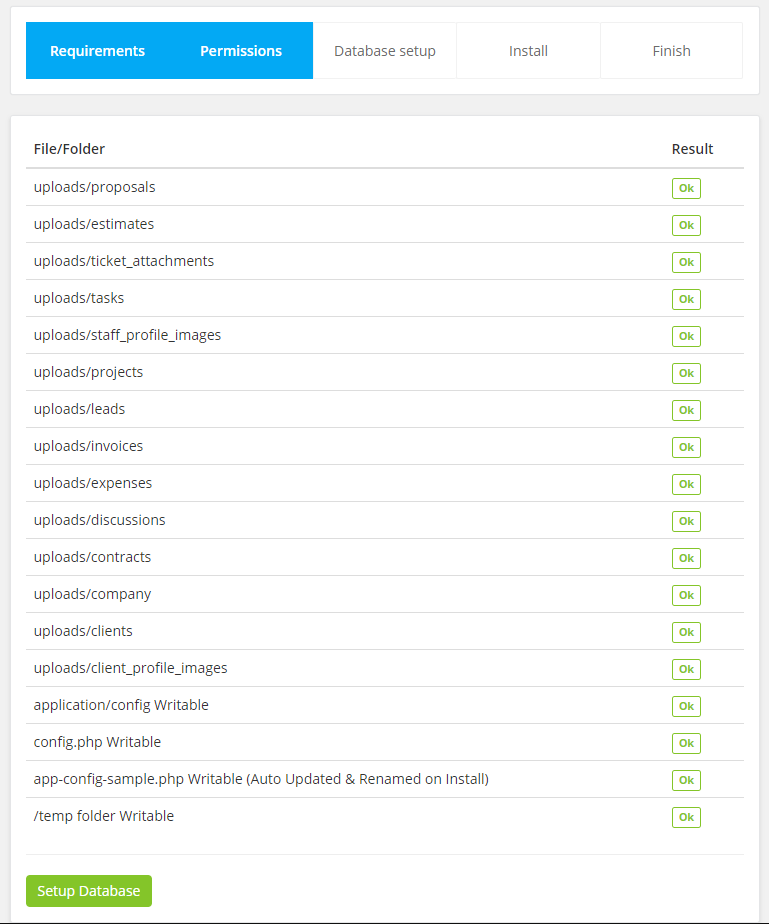 Requirements Permissions Database setup Install Finish
File/Folder Result
uploads/proposals Ok
uploads/estimates Ok
uploads/ticket_attachments Ok
uploads/tasks Ok
uploads/staff_profile_images Ok
uploads/projects Ok
uploads/leads Ok
uploads/invoices Ok
uploads/expenses Ok
uploads/discussions Ok
uploads/contracts Ok
uploads/company Ok
uploads/clients Ok
uploads/client_profile_images Ok
application/config Writable Ok
config.php Writable Ok
app-config-sample.php Writable (Auto Updated & Renamed on Install) Ok
/temp folder Writable Ok
Setup Database